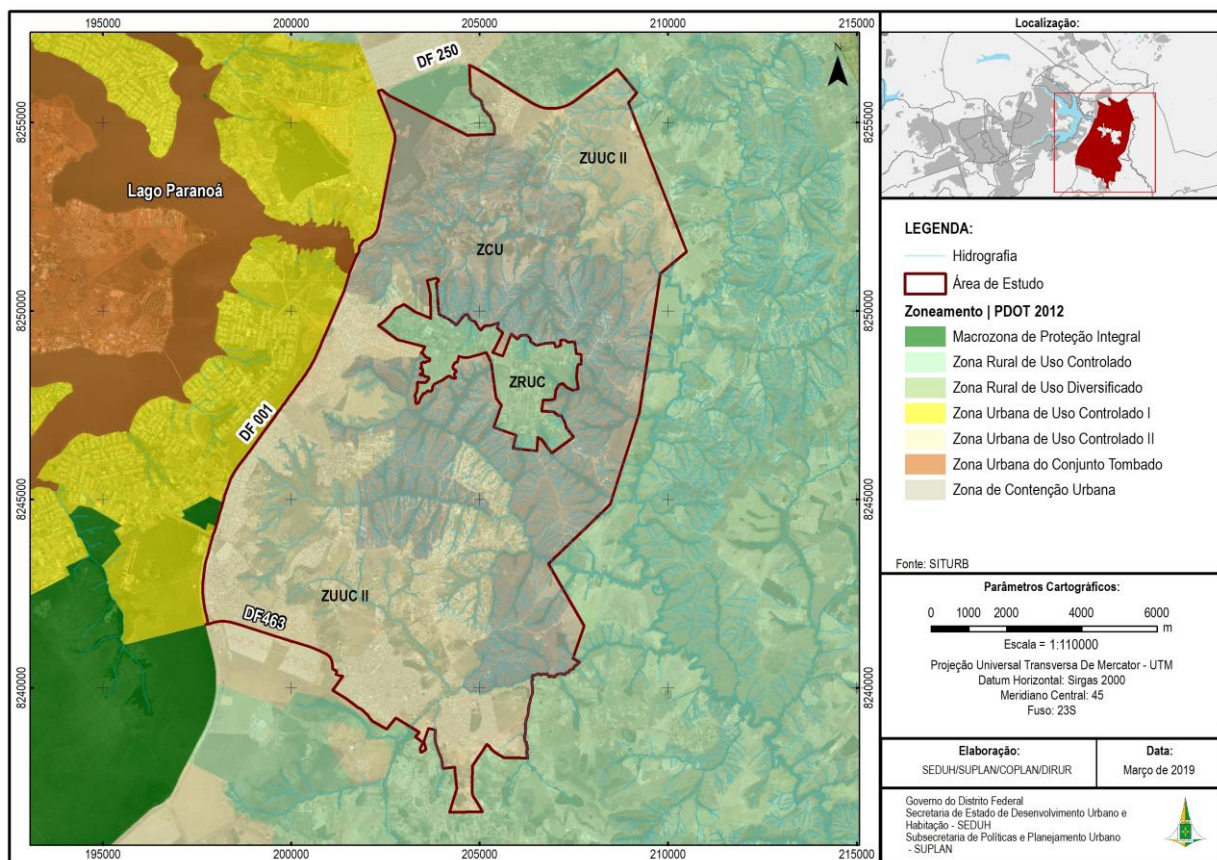 195000
200000
205000
210000
215000
8255000
8250000
8245000
8240000
DF 250
ZUUC II
Lago Paranoá
ZCU
ZRUC
DF 001
ZUUC II
DF463
N
8255000
8250000
8245000
8240000
195000
200000
205000
210000
215000
Localização:
LEGENDA:
Hidrografia
Área de Estudo
Zoneamento | PDOT 2012
Macrozona de Proteção Integral
Zona Rural de Uso Controlado
Zona Rural de Uso Diversificado
Zona Urbana de Uso Controlado I
Zona Urbana de Uso Controlado II
Zona Urbana do Conjunto Tombado
Zona de Contenção Urbana
Fonte: SITURB
Parâmetros Cartográficos:
0 1000 2000 4000 6000
m
Escala = 1:110000
Projeção Universal Transversa De Mercator - UTM
Datum Horizontal: Sirgas 2000
Meridiano Central: 45
Fuso: 23S
Elaboração:
SEDUH/SUPLAN/COPLAN/DIRUR
Data:
Março de 2019
Governo do Distrito Federal
Secretaria de Estado de Desenvolvimento Urbano e
Habitação - SEDUH
Subsecretaria de Políticas e Planejamento Urbano
- SUPLAN